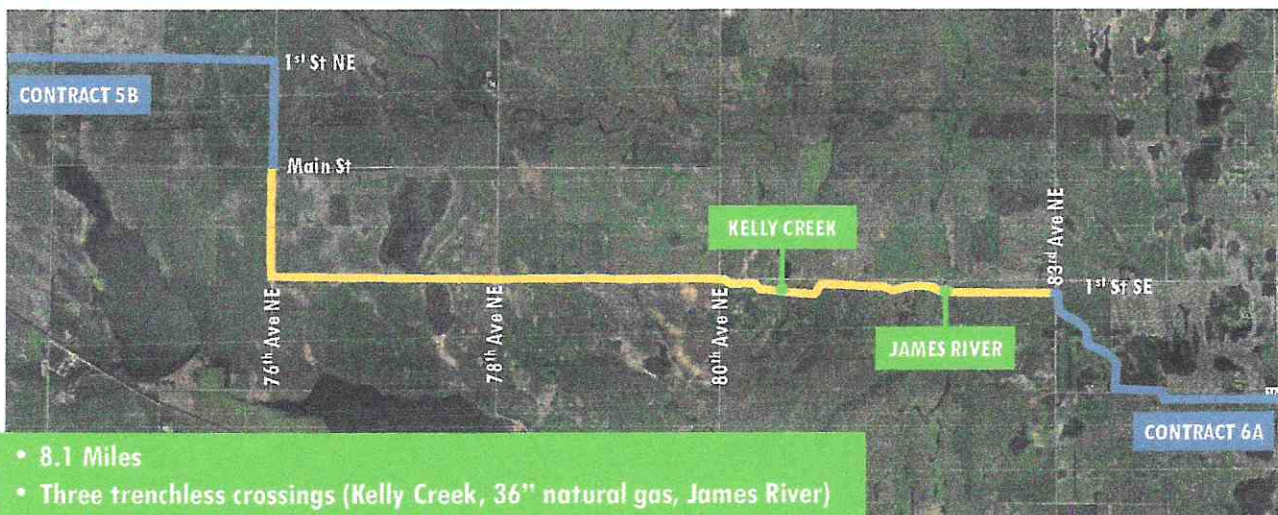 1st St NE
CONTRACT 5B
Main St
KELLY CREEK
83rd Ave NE
1st St SE
76th Ave NE
78th Ave NE
80th Ave NE
JAMES RIVER
CONTRACT 6A
• 8.1 Miles
• Three trenchless crossings (Kelly Creek, 36” natural gas, James River)